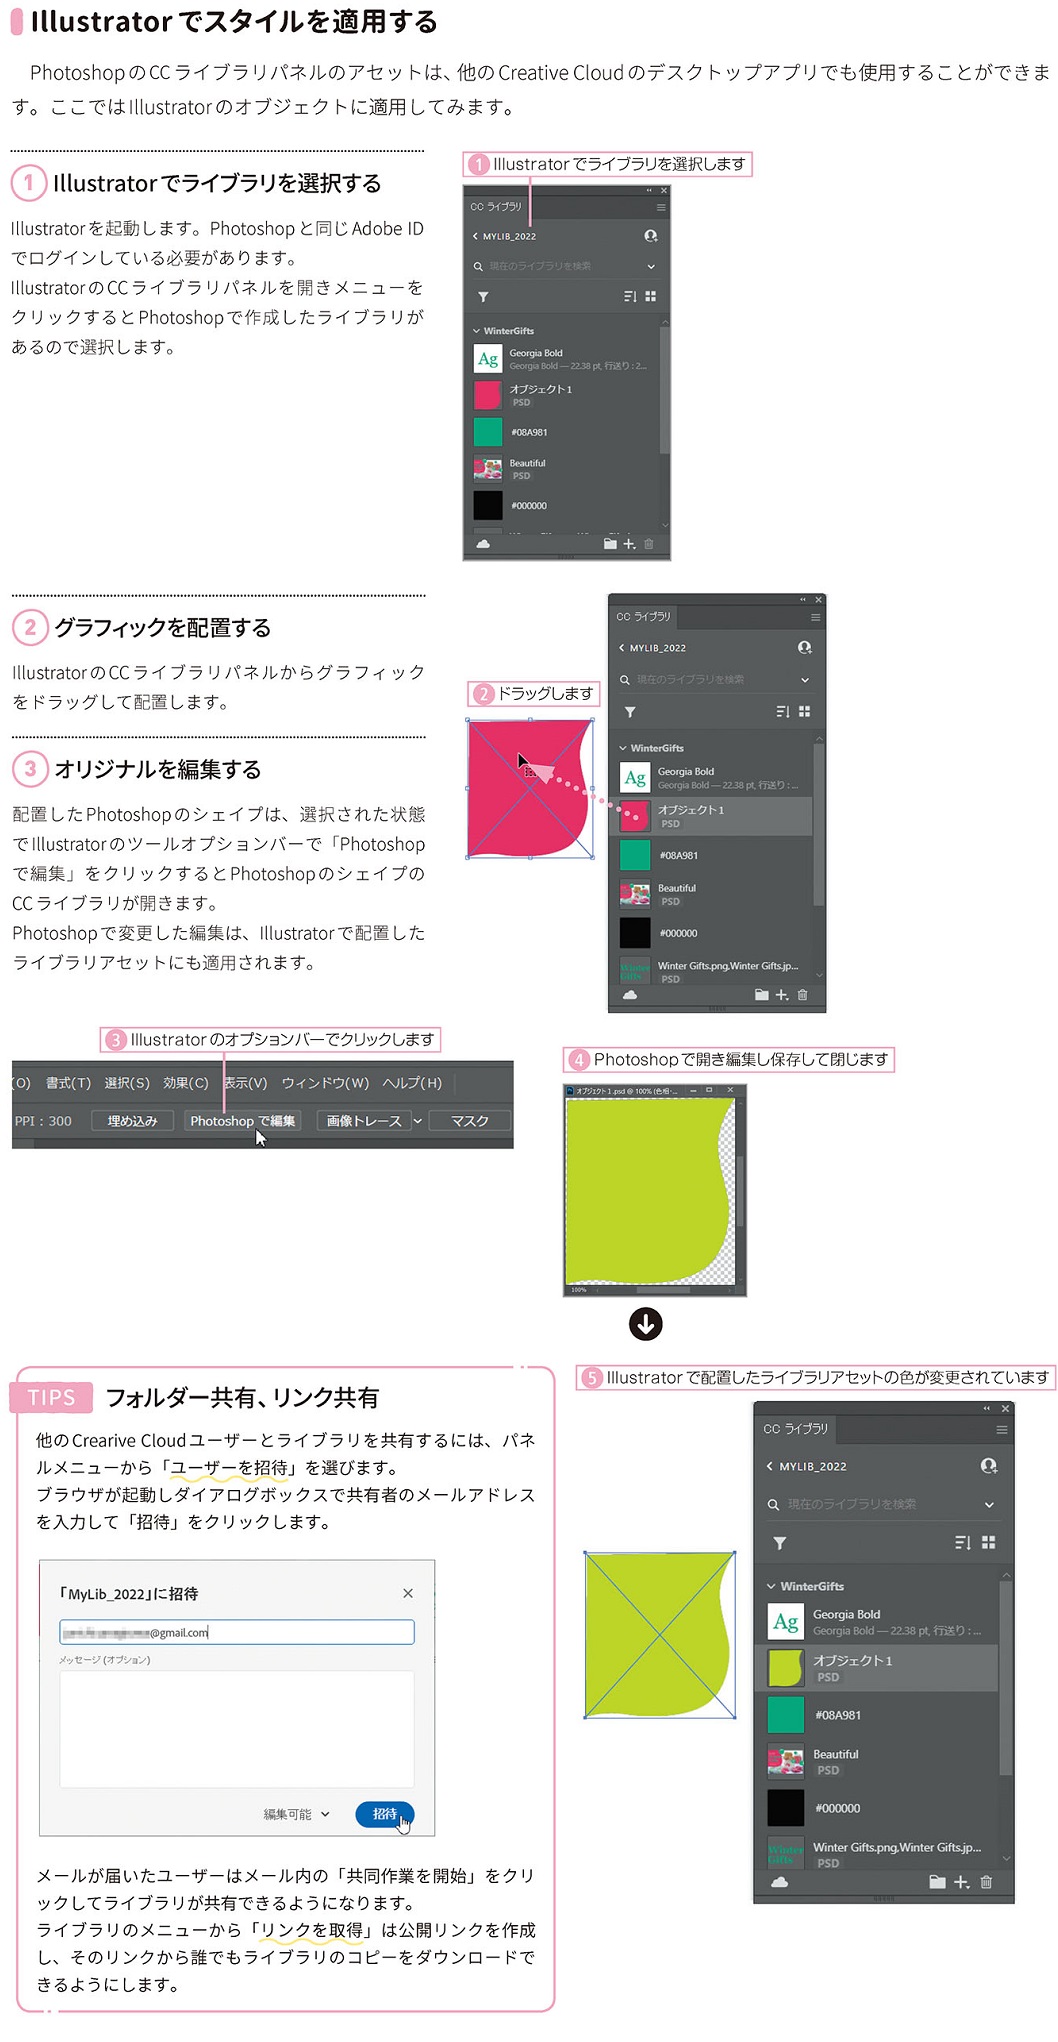 Illustratorでスタイルを適用する
PhotoshopのCCライブラリパネルのアセットは、他のCreative Cloudのデスクトップアプリでも使用することができま
す。ここではIllustratorのオブジェクトに適用してみます。
1 Illustratorでライブラリを選択する
Illustratorを起動します。Photoshopと同じAdobe ID
でログインしている必要があります。
IllustratorのCCライブラリパネルを開きメニューを
クリックするとPhotoshopで作成したライブラリが
あるので選択します。
1 Illustratorでライブラリを選択します
CC ライブラリ
MYLIB_2022
現在のライブラリを検索
WinterGifts
Ag
Georgia Bold
Georgia Bold — 22.38 pt, 行送り : 2...
オブジェクト1
PSD
#08A981
Beautiful
PSD
#000000
2 グラフィックを配置する
IllustratorのCCライブラリパネルからグラフィック
をドラッグして配置します。
3 オリジナルを編集する
配置したPhotoshopのシェイプは、選択された状態
でIllustratorのツールオプションバーで「Photoshop
で編集」をクリックするとPhotoshopのシェイプの
CCライブラリが開きます。
Photoshopで変更した編集は、Illustratorで配置した
ライブラリアセットにも適用されます。
2 ドラッグします
CC ライブラリ
MYLIB_2022
現在のライブラリを検索
WinterGifts
Ag
Georgia Bold
Georgia Bold — 22.38 pt, 行送り : ...
オブジェクト1
PSD
#08A981
Beautiful
PSD
#000000
Winter Gifts
Winter Gifts.png,Winter Gifts.jp...
PSD
3 Illustratorのオプションバーでクリックします
(O) 書式(T) 選択(S) 効果(C) 表示(V) ウィンドウ(W) ヘルプ(H)
PPI : 300 埋め込み Photoshop で編集 画像トレース マスク
4 Photoshopで開き編集し保存して閉じます
オブジェクト1.psd @ 100% (色相-...
100%
5 Illustratorで配置したライブラリアセットの色が変更されています
CC ライブラリ
MYLIB_2022
現在のライブラリを検索
WinterGifts
Ag
Georgia Bold
Georgia Bold — 22.38 pt, 行送り : ...
オブジェクト1
PSD
#08A981
Beautiful
PSD
#000000
Winter Gifts
Winter Gifts.png,Winter Gifts.jp...
PSD
TIPS フォルダー共有、リンク共有
他のCrearive Cloudユーザーとライブラリを共有するには、パネ
ルメニューから「ユーザーを招待」を選びます。
ブラウザが起動しダイアログボックスで共有者のメールアドレス
を入力して「招待」をクリックします。
「MyLib_2022」に招待
@gmail.com
メッセージ (オプション)
編集可能
招待
メールが届いたユーザーはメール内の「共同作業を開始」をクリ
ックしてライブラリが共有できるようになります。
ライブラリのメニューから「リンクを取得」は公開リンクを作成
し、そのリンクから誰でもライブラリのコピーをダウンロードで
きるようにします。